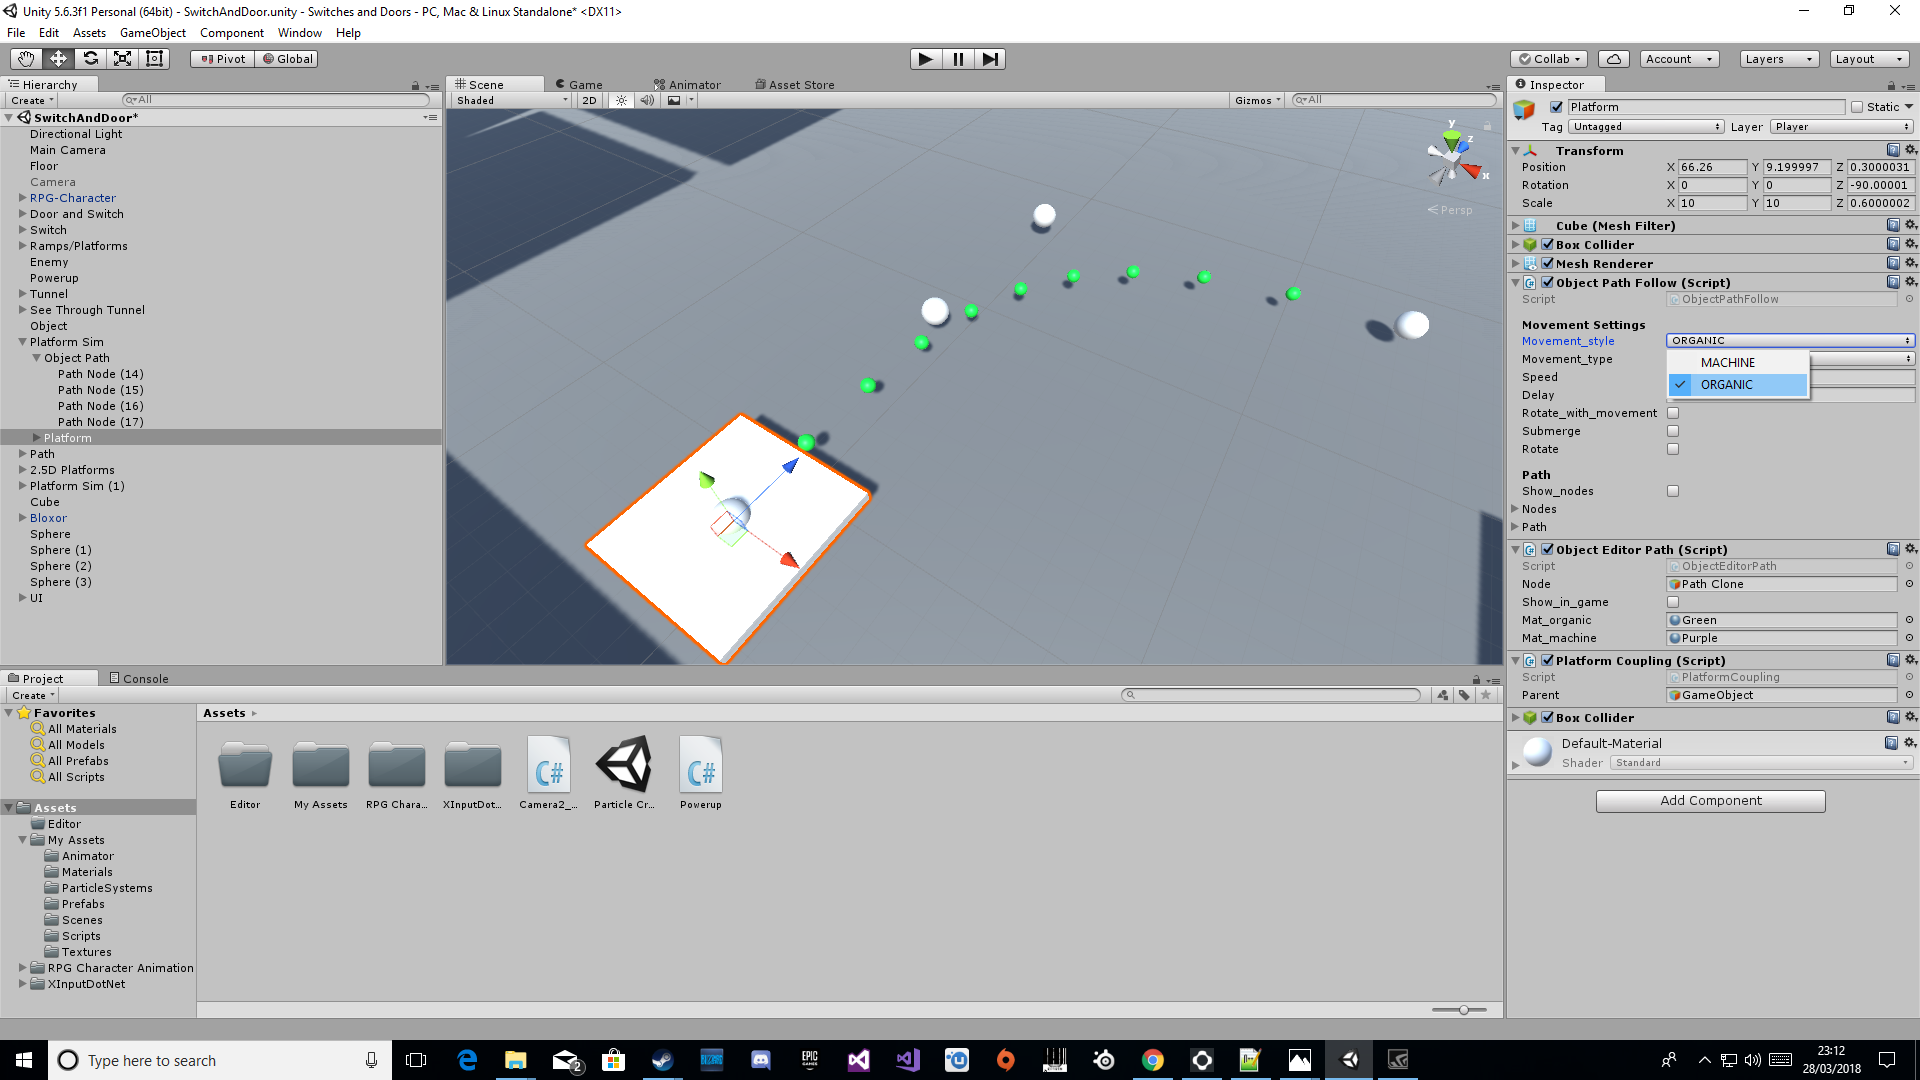 Unity 5.6.3f1 Personal (64bit) - SwitchAndDoor.unity - Switches and Doors - PC, Mac & Linux Standalone* <DX11>
File Edit Assets GameObject Component Window Help
Pivot Global
Collab Account Layers Layout
Hierarchy
Create All
SwitchAndDoor*
Directional Light
Main Camera
Floor
Camera
RPG-Character
Door and Switch
Switch
Ramps/Platforms
Enemy
Powerup
Tunnel
See Through Tunnel
Object
Platform Sim
Object Path
Path Node (14)
Path Node (15)
Path Node (16)
Path Node (17)
Platform
Path
2.5D Platforms
Platform Sim (1)
Cube
Bloxor
Sphere
Sphere (1)
Sphere (2)
Sphere (3)
UI
Scene Game Animator Asset Store
Shaded 2D Gizmos All
y
z
x
Persp
Inspector
Platform Static
Tag Untagged Layer Player
Transform
Position X 66.26 Y 9.199997 Z 0.3000031
Rotation X 0 Y 0 Z -90.00001
Scale X 10 Y 10 Z 0.6000002
Cube (Mesh Filter)
Box Collider
Mesh Renderer
Object Path Follow (Script)
Script ObjectPathFollow
Movement Settings
Movement_style ORGANIC
MACHINE
ORGANIC
Movement_type
Speed
Delay
Rotate_with_movement
Submerge
Rotate
Path
Show_nodes
Nodes
Path
Object Editor Path (Script)
Script ObjectEditorPath
Node Path Clone
Show_in_game
Mat_organic Green
Mat_machine Purple
Platform Coupling (Script)
Script PlatformCoupling
Parent GameObject
Box Collider
Default-Material
Shader Standard
Add Component
Project Console
Create
Favorites
All Materials
All Models
All Prefabs
All Scripts
Assets
Editor
My Assets
Animator
Materials
ParticleSystems
Prefabs
Scenes
Scripts
Textures
RPG Character Animation
XInputDotNet
Assets
C# C#
Editor My Assets RPG Chara... XInputDot... Camera2_... Particle Cr... Powerup
Type here to search
2
EPIC GAMES
23:12
28/03/2018